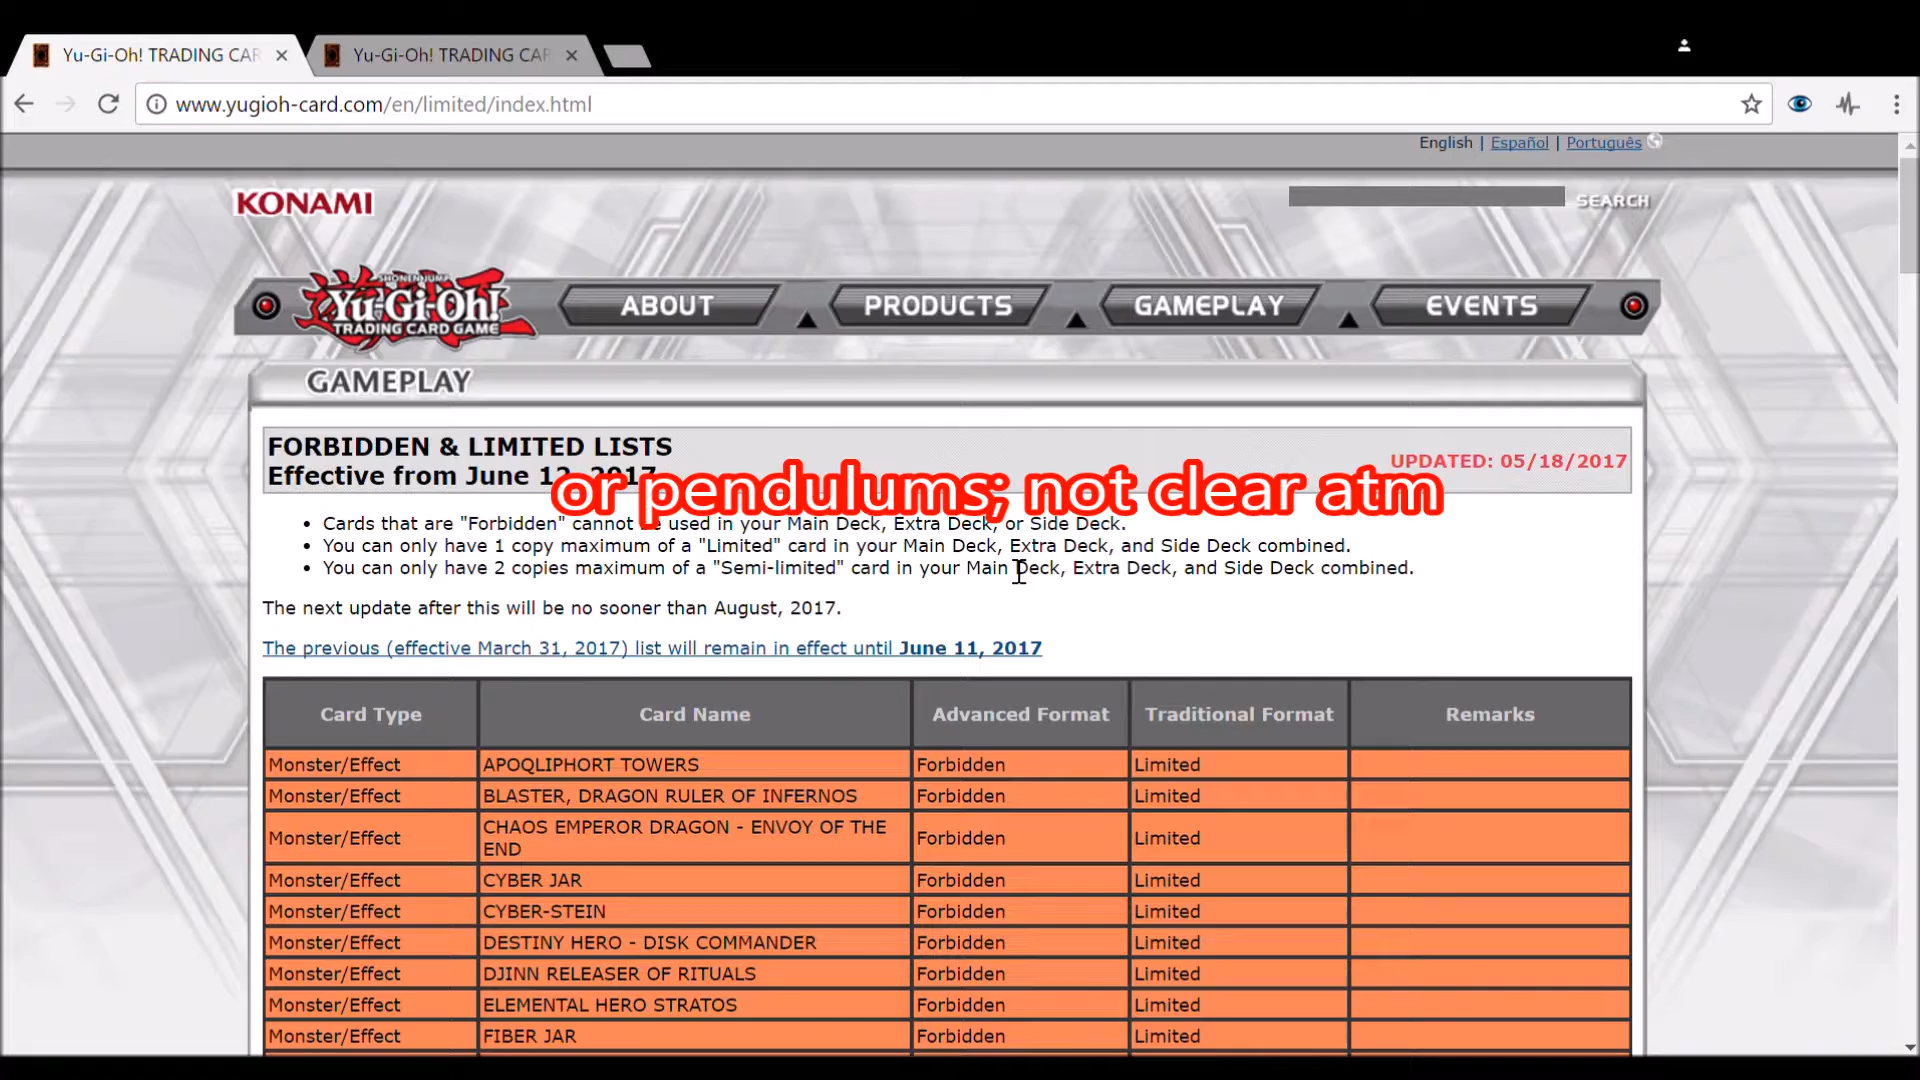 Yu-Gi-Oh! TRADING CAR
Yu-Gi-Oh! TRADING CAR
www.yugioh-card.com/en/limited/index.html
English | Español | Português
KONAMI
SEARCH
SHONEN JUMP
Yu-Gi-Oh!
TRADING CARD GAME
ABOUT
PRODUCTS
GAMEPLAY
EVENTS
GAMEPLAY
FORBIDDEN & LIMITED LISTS
Effective from June 12, 2017
UPDATED: 05/18/2017
or pendulums; not clear atm
• Cards that are "Forbidden" cannot be used in your Main Deck, Extra Deck, or Side Deck.
• You can only have 1 copy maximum of a "Limited" card in your Main Deck, Extra Deck, and Side Deck combined.
• You can only have 2 copies maximum of a "Semi-limited" card in your Main Deck, Extra Deck, and Side Deck combined.
The next update after this will be no sooner than August, 2017.
The previous (effective March 31, 2017) list will remain in effect until June 11, 2017
Card Type Card Name Advanced Format Traditional Format Remarks
Monster/Effect APOQLIPHORT TOWERS Forbidden Limited
Monster/Effect BLASTER, DRAGON RULER OF INFERNOS Forbidden Limited
Monster/Effect CHAOS EMPEROR DRAGON - ENVOY OF THE
END Forbidden Limited
Monster/Effect CYBER JAR Forbidden Limited
Monster/Effect CYBER-STEIN Forbidden Limited
Monster/Effect DESTINY HERO - DISK COMMANDER Forbidden Limited
Monster/Effect DJINN RELEASER OF RITUALS Forbidden Limited
Monster/Effect ELEMENTAL HERO STRATOS Forbidden Limited
Monster/Effect FIBER JAR Forbidden Limited